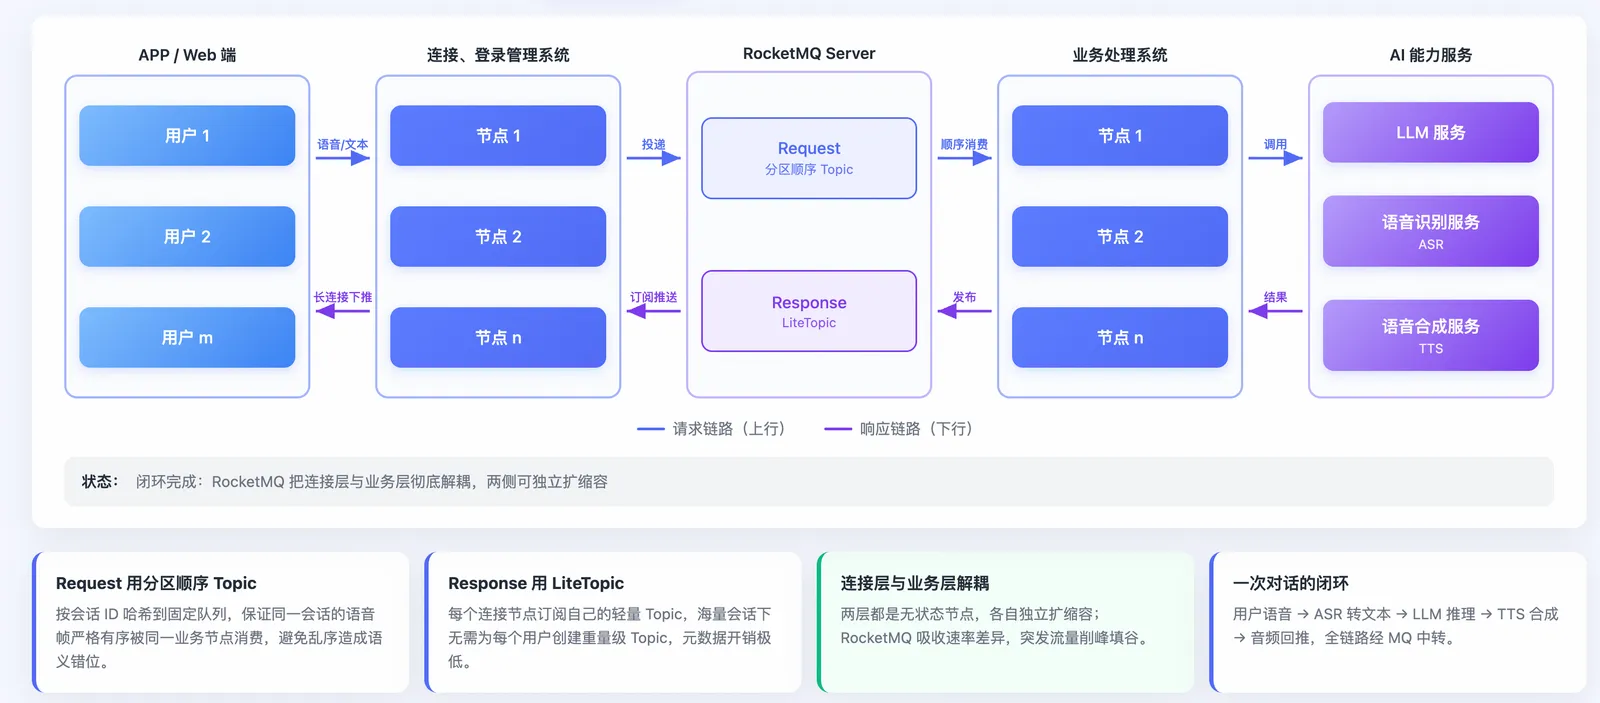 APP / Web 端
连接、登录管理系统
RocketMQ Server
业务处理系统
AI 能力服务
用户 1
用户 2
用户 m
语音/文本
长连接下推
节点 1
节点 2
节点 n
投递
订阅推送
Request
分区顺序 Topic
Response
LiteTopic
顺序消费
发布
节点 1
节点 2
节点 n
调用
结果
LLM 服务
语音识别服务
ASR
语音合成服务
TTS
请求链路（上行）
响应链路（下行）
状态： 闭环完成：RocketMQ 把连接层与业务层彻底解耦，两侧可独立扩缩容
Request 用分区顺序 Topic
按会话 ID 哈希到固定队列，保证同一会话的语音
帧严格有序被同一业务节点消费，避免乱序造成语
义错位。
Response 用 LiteTopic
每个连接节点订阅自己的轻量 Topic，海量会话下
无需为每个用户创建重量级 Topic，元数据开销极
低。
连接层与业务层解耦
两层都是无状态节点，各自独立扩缩容；
RocketMQ 吸收速率差异，突发流量削峰填谷。
一次对话的闭环
用户语音 → ASR 转文本 → LLM 推理 → TTS 合成
→ 音频回推，全链路经 MQ 中转。